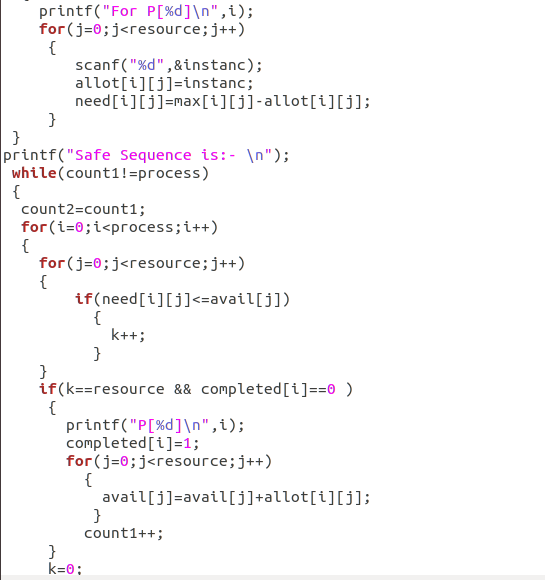 printf("For P[%d]\n",i);
for(j=0;j<resource;j++)
{
scanf("%d",&instanc);
allot[i][j]=instanc;
need[i][j]=max[i][j]-allot[i][j];
}
}
printf("Safe Sequence is:- \n");
while(count1!=process)
{
count2=count1;
for(i=0;i<process;i++)
{
for(j=0;j<resource;j++)
{
if(need[i][j]<=avail[j])
{
k++;
}
}
if(k==resource && completed[i]==0 )
{
printf("P[%d]\n",i);
completed[i]=1;
for(j=0;j<resource;j++)
{
avail[j]=avail[j]+allot[i][j];
}
count1++;
}
k=0;